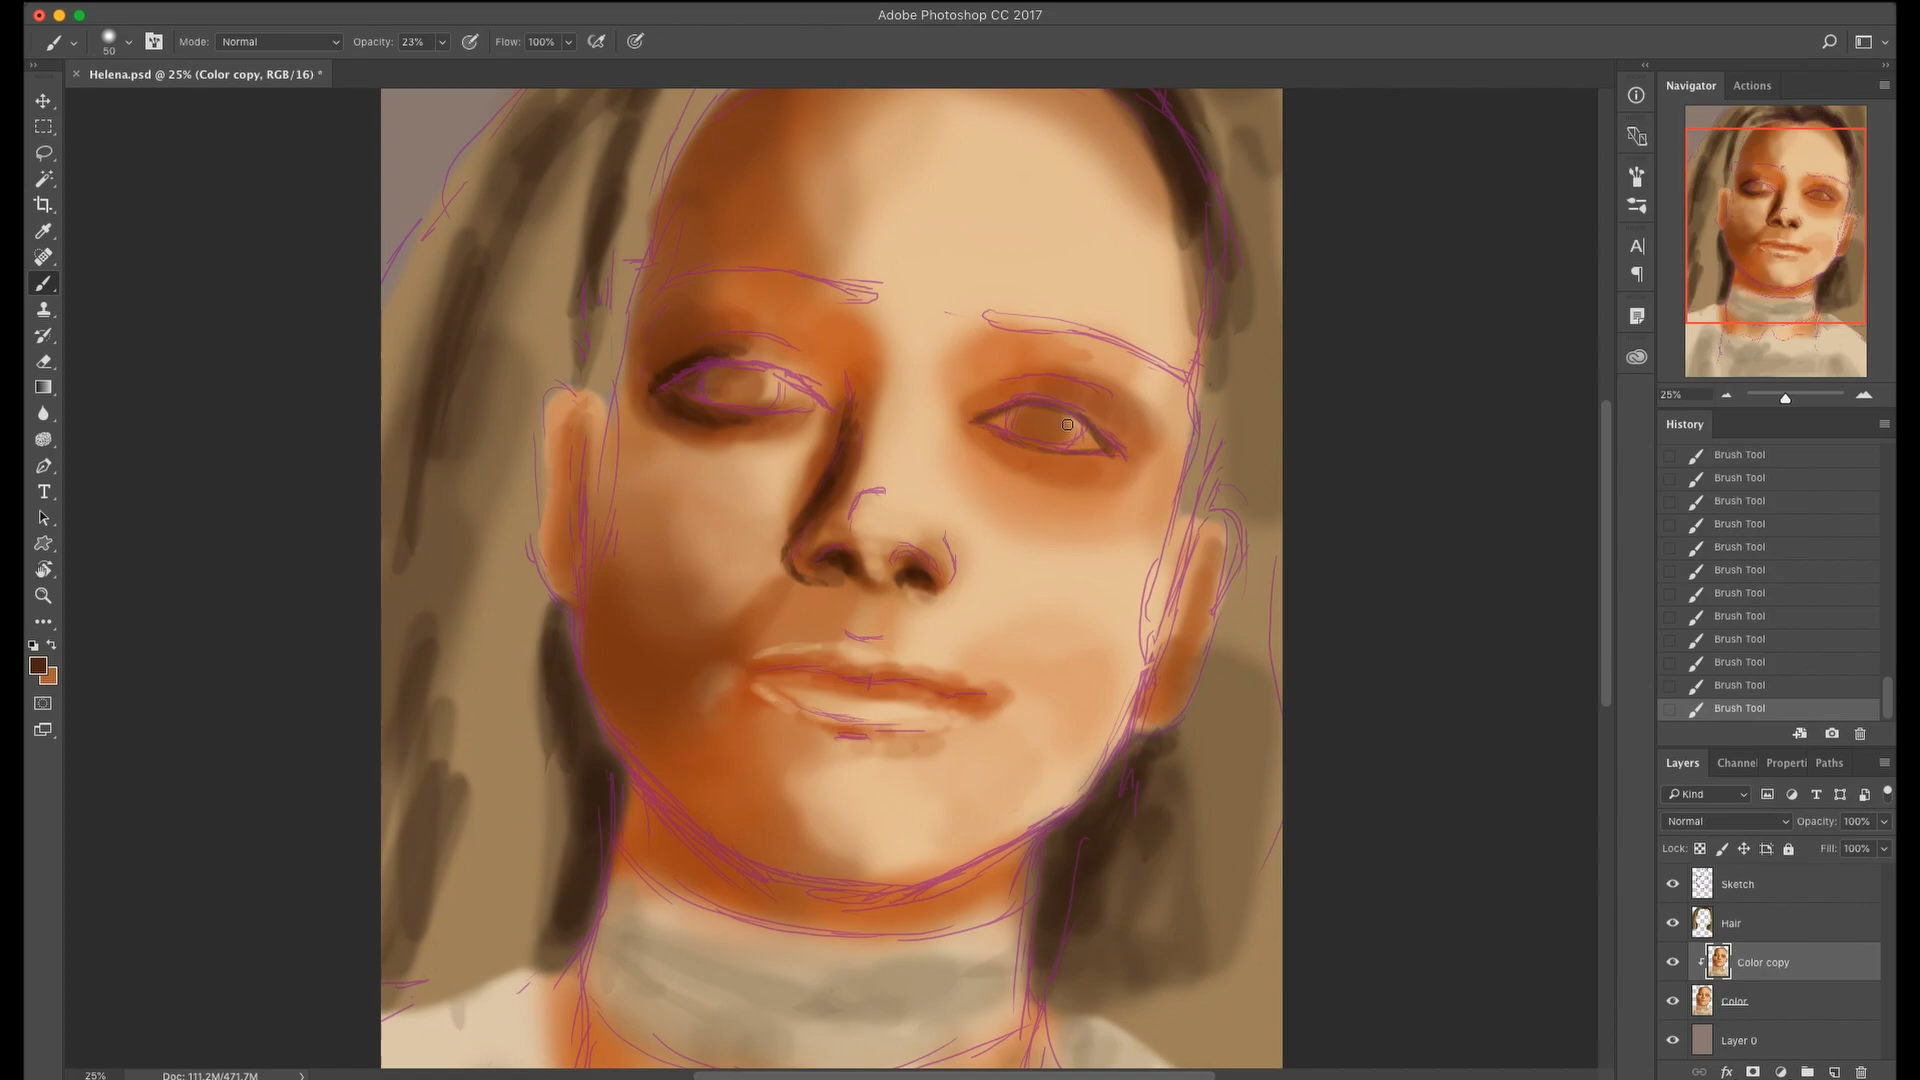 Adobe Photoshop CC 2017
50
Mode: Normal Opacity: 23% Flow: 100%
Helena.psd @ 25% (Color copy, RGB/16) *
Navigator Actions
25%
History
Brush Tool
Brush Tool
Brush Tool
Brush Tool
Brush Tool
Brush Tool
Brush Tool
Brush Tool
Brush Tool
Brush Tool
Brush Tool
Brush Tool
Layers Channel Properti Paths
Kind
Normal Opacity: 100%
Lock: Fill: 100%
Sketch
Hair
Color copy
Color
Layer 0
25% Doc: 111.2M/471.7M